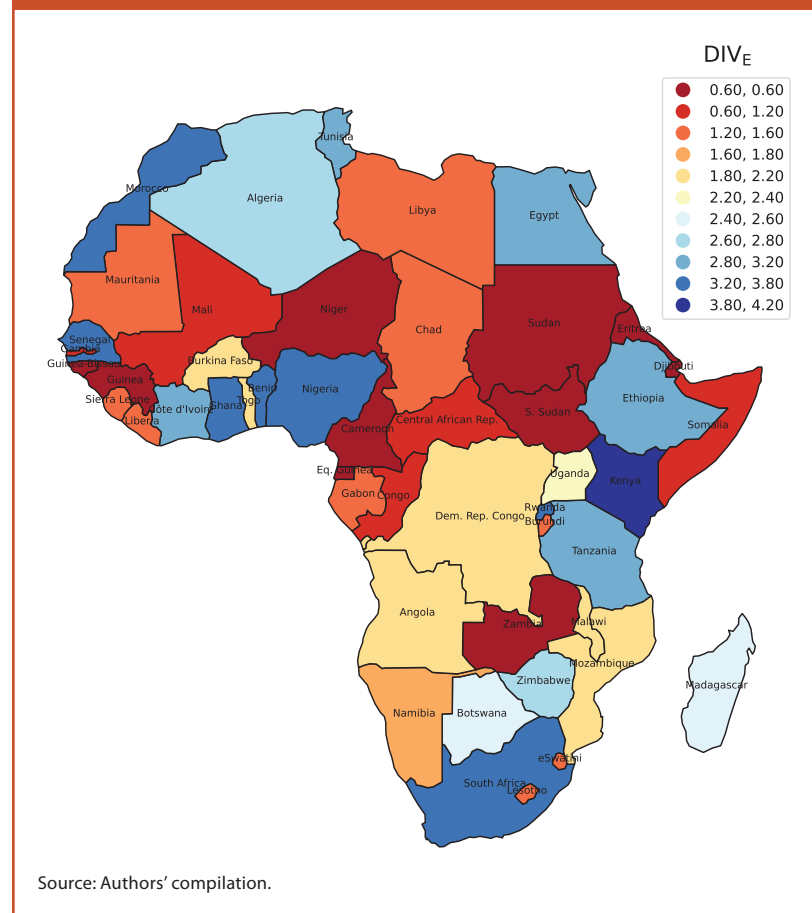 DIVE
0.60, 0.60
0.60, 1.20
1.20, 1.60
1.60, 1.80
1.80, 2.20
2.20, 2.40
2.40, 2.60
2.60, 2.80
2.80, 3.20
3.20, 3.80
3.80, 4.20
Tunisia
Morocco
Algeria
Libya
Egypt
Mauritania
Mali
Niger
Chad
Sudan
Eritrea
Senegal
Gambia
Guinea-Bissau
Burkina Faso
Djibouti
Guinea
Benin
Nigeria
Ethiopia
Sierra Leone
Togo
Ghana
Côte d'Ivoire
S. Sudan
Liberia
Central African Rep.
Somalia
Cameroon
Eq. Guinea
Uganda
Kenya
Gabon
Congo
Rwanda
Dem. Rep. Congo
Burundi
Tanzania
Angola
Zambia
Malawi
Mozambique
Zimbabwe
Madagascar
Namibia
Botswana
eSwatini
South Africa
Lesotho
Source: Authors’ compilation.